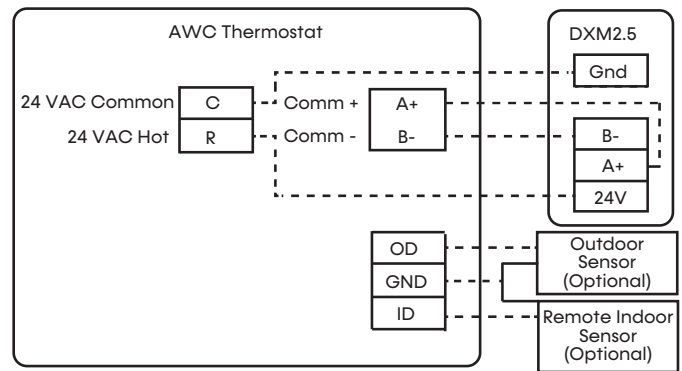 AWC Thermostat
DXM2.5
Gnd
24 VAC Common
C
Comm +
A+
24 VAC Hot
R
Comm -
B-
B-
A+
24V
OD
GND
ID
Outdoor
Sensor
(Optional)
Remote Indoor
Sensor
(Optional)